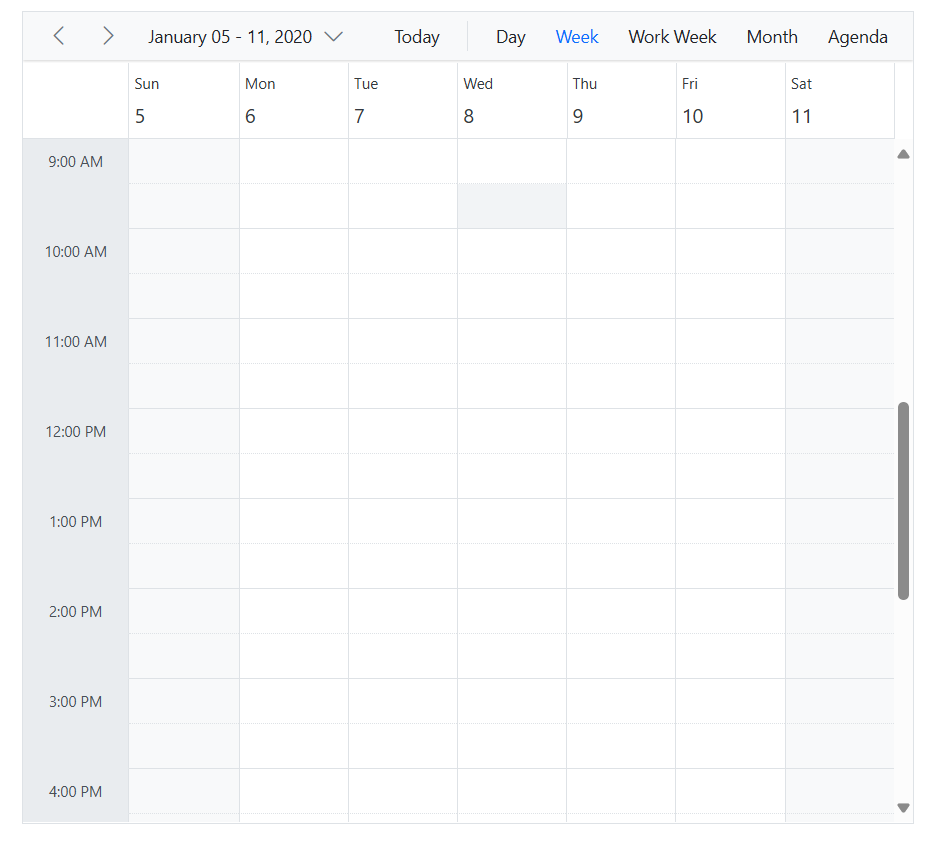 January 05 - 11, 2020 Today Day Week Work Week Month Agenda
Sun Mon Tue Wed Thu Fri Sat
5 6 7 8 9 10 11
9:00 AM
10:00 AM
11:00 AM
12:00 PM
1:00 PM
2:00 PM
3:00 PM
4:00 PM